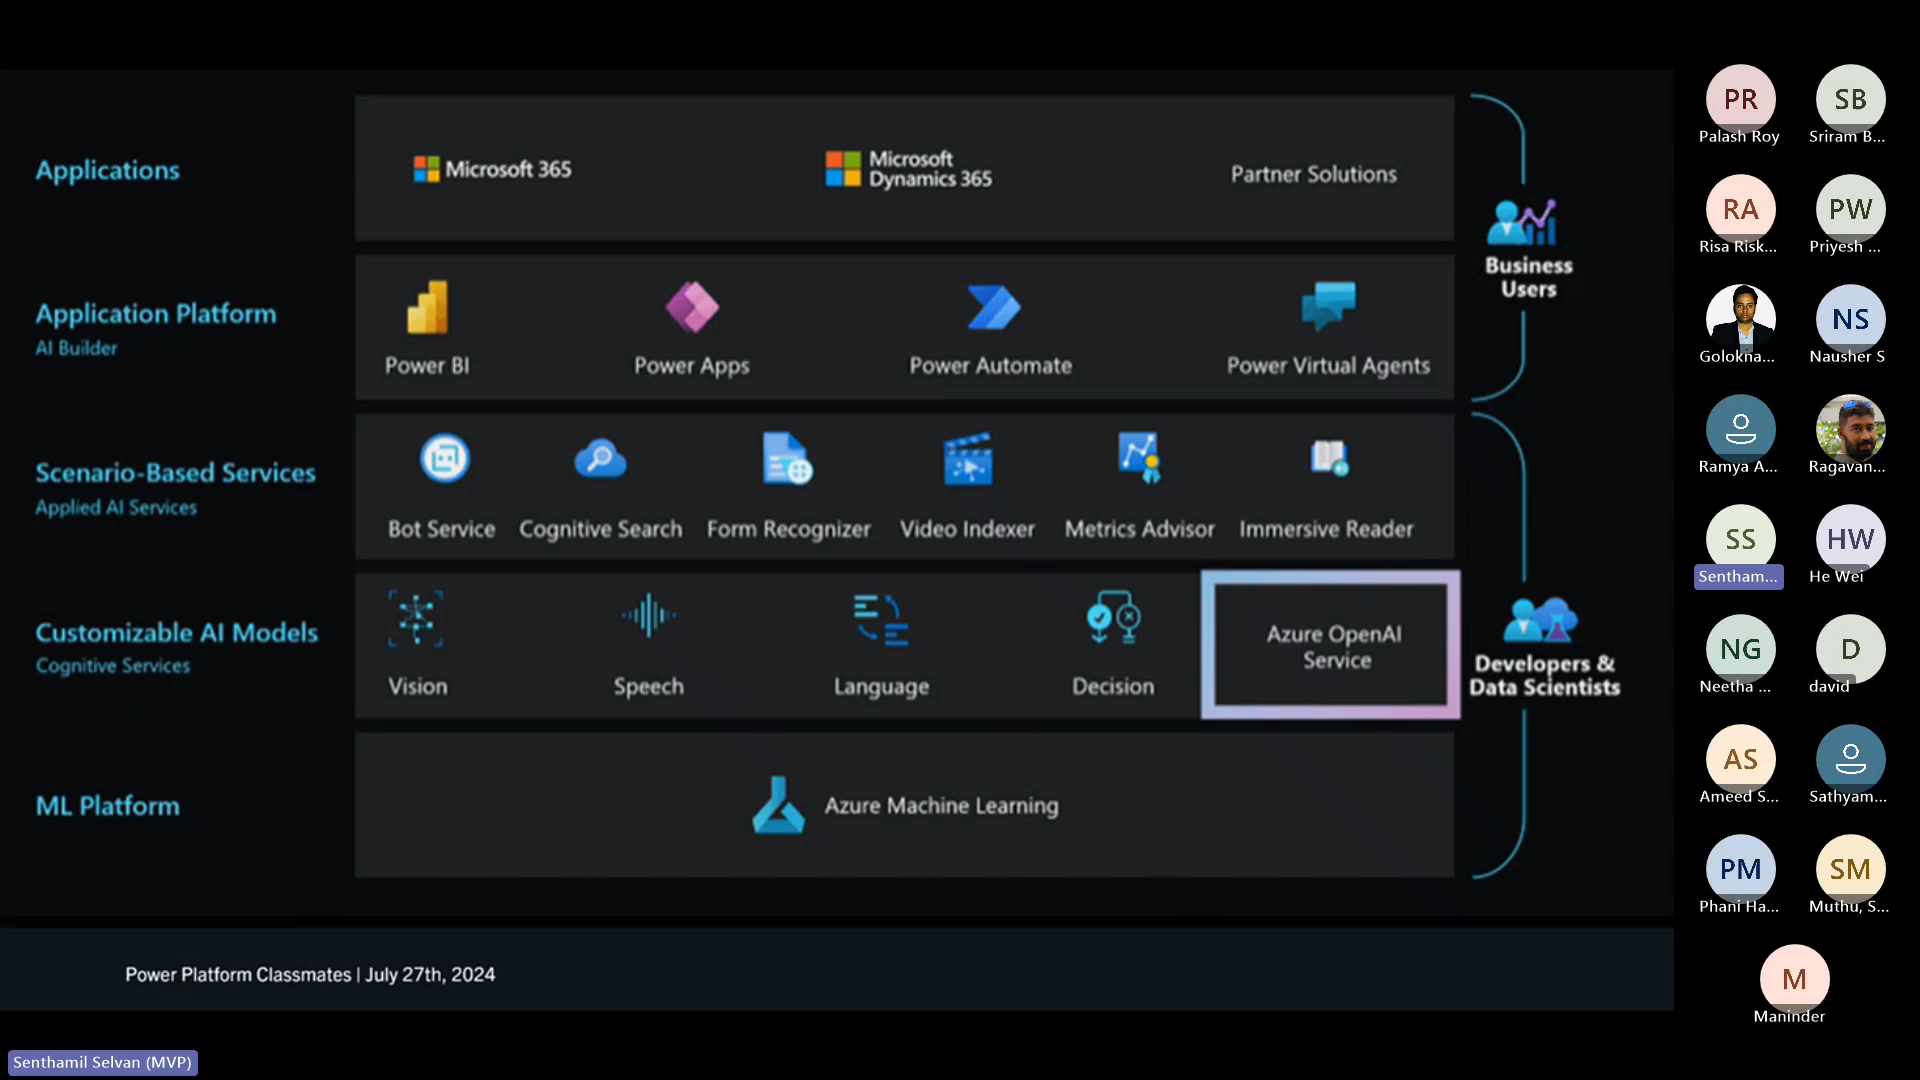 Applications
Microsoft 365
Microsoft
Dynamics 365
Partner Solutions
Business
Users
Application Platform
AI Builder
Power BI
Power Apps
Power Automate
Power Virtual Agents
Scenario-Based Services
Applied AI Services
Bot Service
Cognitive Search
Form Recognizer
Video Indexer
Metrics Advisor
Immersive Reader
Customizable AI Models
Cognitive Services
Vision
Speech
Language
Decision
Azure OpenAI
Service
Developers &
Data Scientists
ML Platform
Azure Machine Learning
Power Platform Classmates | July 27th, 2024
Senthamil Selvan (MVP)
PR
Palash Roy
SB
Sriram B...
RA
Risa Risk...
PW
Priyesh ...
Golokna...
NS
Nausher S
Ramya A...
Ragavan...
SS
Sentham...
HW
He Wei
NG
Neetha ...
D
david
AS
Ameed S...
Sathyam...
PM
Phani Ha...
SM
Muthu, S...
M
Maninder